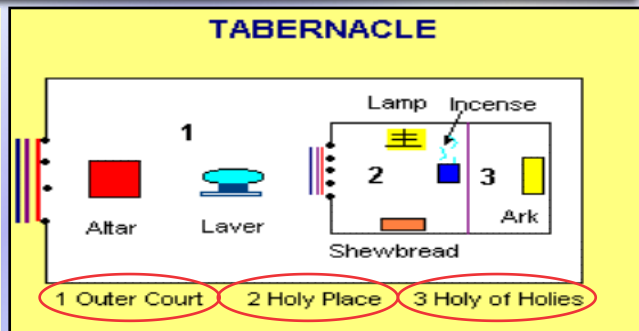 TABERNACLE
Lamp Incense
1
2
3
Altar
Laver
Ark
Shewbread
1 Outer Court 2 Holy Place 3 Holy of Holies